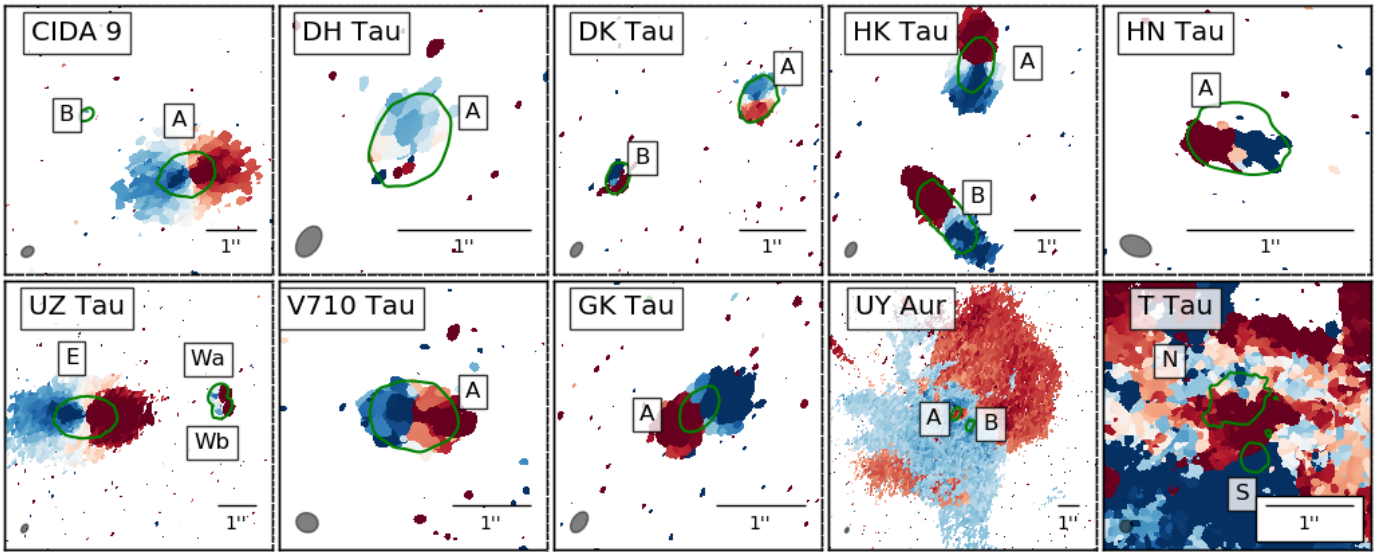 CIDA 9
B
A
1''
DH Tau
A
1''
DK Tau
A
B
1''
HK Tau
A
B
1''
HN Tau
A
1''
UZ Tau
E
Wa
Wb
1''
V710 Tau
A
1''
GK Tau
A
1''
UY Aur
A
B
1''
T Tau
N
S
1''